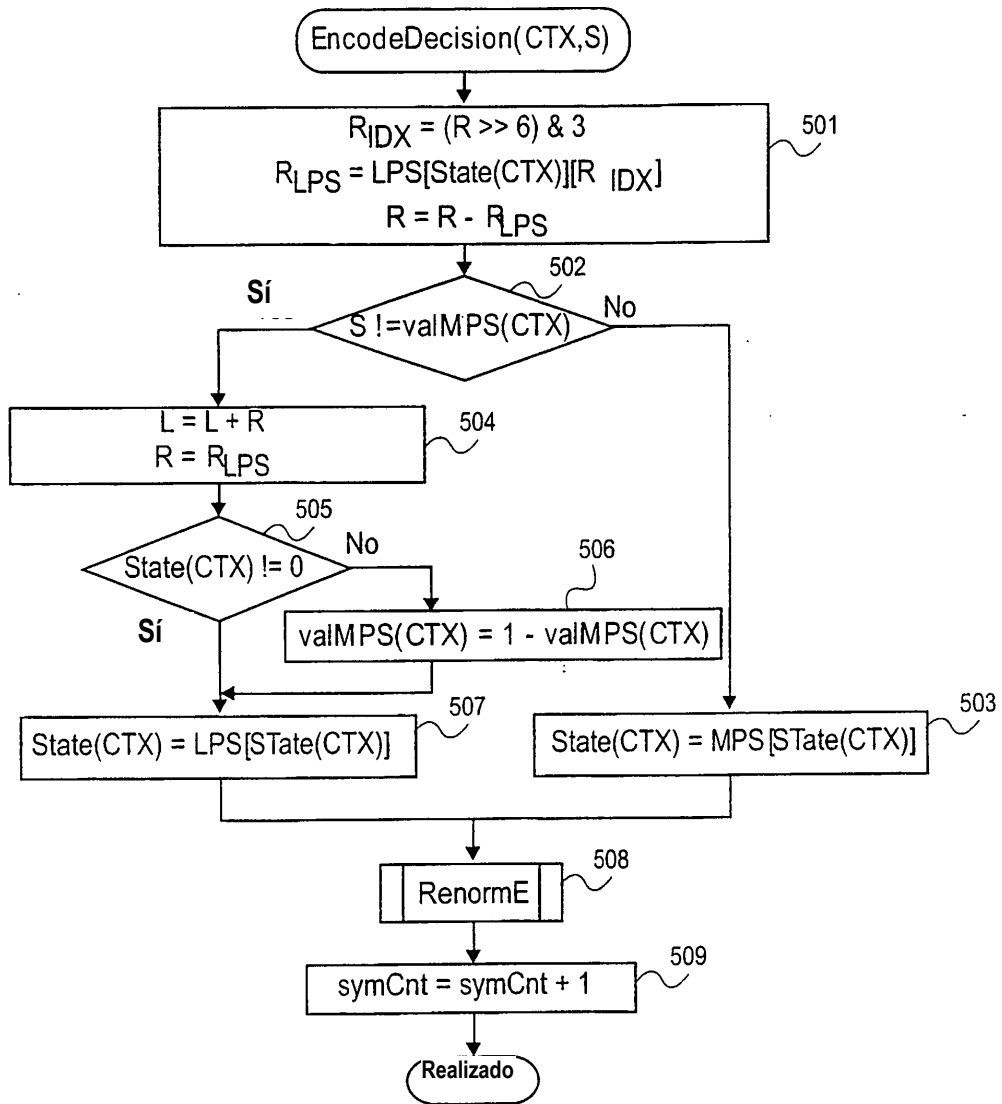 EncodeDecision(CTX,S)
R_IDX = (R >> 6) & 3
R_LPS = LPS[State(CTX)][R_IDX]
R = R - R_LPS
501
502
Sí
S !=valMPS(CTX)
No
L = L + R
R = R_LPS
504
505
State(CTX) != 0
No
Sí
506
valMPS(CTX) = 1 - valMPS(CTX)
507
State(CTX) = LPS[STate(CTX)]
503
State(CTX) = MPS[STate(CTX)]
RenormE
508
symCnt = symCnt + 1
509
Realizado